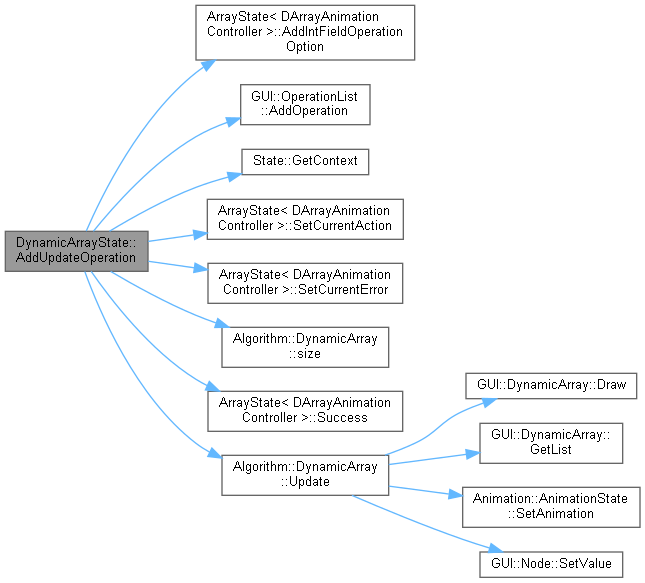 ArrayState< DArrayAnimation
Controller >::AddIntFieldOperation
Option
GUI::OperationList
::AddOperation
State::GetContext
ArrayState< DArrayAnimation
Controller >::SetCurrentAction
DynamicArrayState::
AddUpdateOperation
ArrayState< DArrayAnimation
Controller >::SetCurrentError
Algorithm::DynamicArray
::size
ArrayState< DArrayAnimation
Controller >::Success
Algorithm::DynamicArray
::Update
GUI::DynamicArray::Draw
GUI::DynamicArray::
GetList
Animation::AnimationState
::SetAnimation
GUI::Node::SetValue